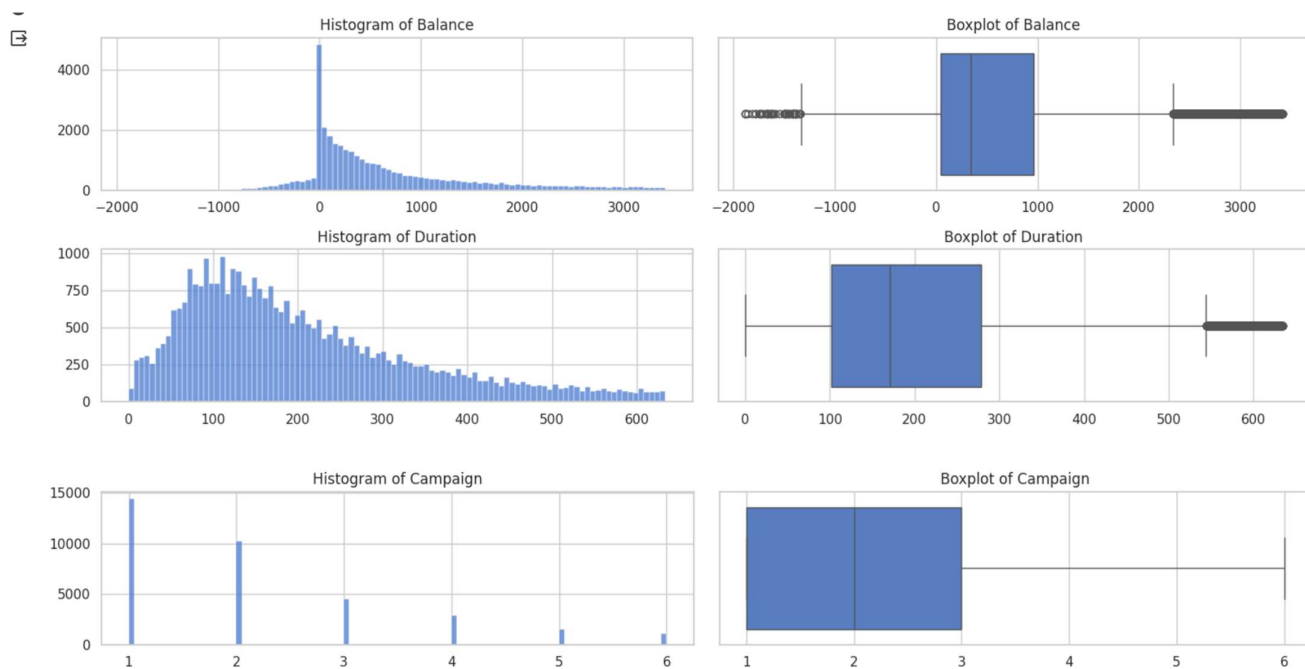 Histogram of Balance
4000
2000
0
−2000 −1000 0 1000 2000 3000
Boxplot of Balance
−2000 −1000 0 1000 2000 3000
Histogram of Duration
1000
750
500
250
0
0 100 200 300 400 500 600
Boxplot of Duration
0 100 200 300 400 500 600
Histogram of Campaign
15000
10000
5000
0
1 2 3 4 5 6
Boxplot of Campaign
1 2 3 4 5 6